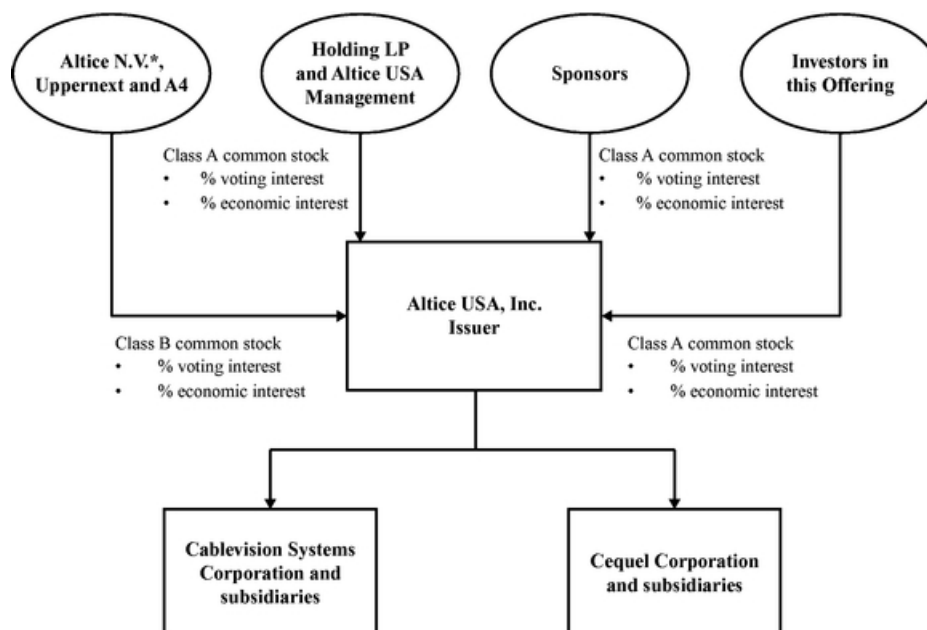 Altice N.V.*,
Uppernext and A4
Holding LP
and Altice USA
Management
Sponsors
Investors in
this Offering
Class A common stock
• % voting interest
• % economic interest
Class A common stock
• % voting interest
• % economic interest
Altice USA, Inc.
Issuer
Class B common stock
• % voting interest
• % economic interest
Class A common stock
• % voting interest
• % economic interest
Cablevision Systems
Corporation and
subsidiaries
Cequel Corporation
and subsidiaries